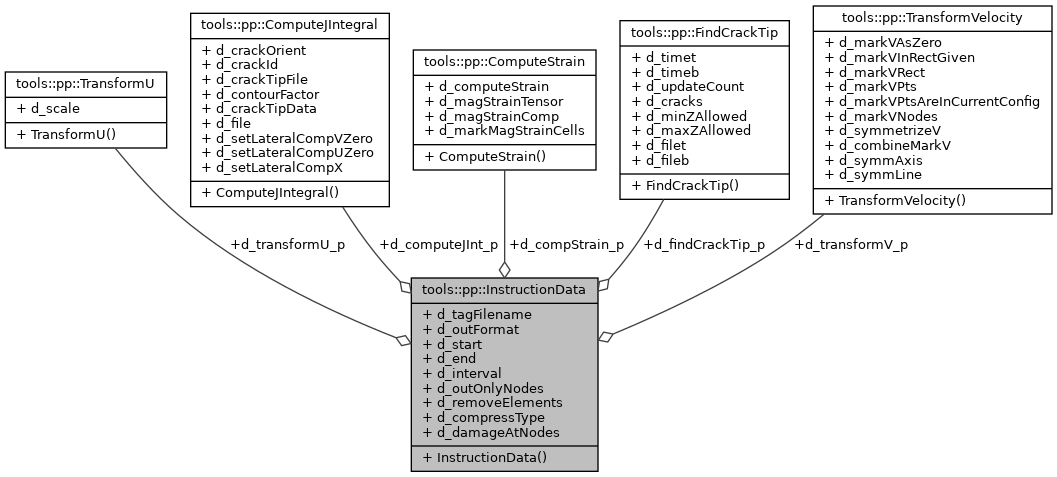 tools::pp::TransformU
+ d_scale
+ TransformU()
tools::pp::ComputeJIntegral
+ d_crackOrient
+ d_crackId
+ d_crackTipFile
+ d_contourFactor
+ d_crackTipData
+ d_file
+ d_setLateralCompVZero
+ d_setLateralCompUZero
+ d_setLateralCompX
+ ComputeJIntegral()
tools::pp::ComputeStrain
+ d_computeStrain
+ d_magStrainTensor
+ d_magStrainComp
+ d_markMagStrainCells
+ ComputeStrain()
tools::pp::FindCrackTip
+ d_timet
+ d_timeb
+ d_updateCount
+ d_cracks
+ d_minZAllowed
+ d_maxZAllowed
+ d_filet
+ d_fileb
+ FindCrackTip()
tools::pp::TransformVelocity
+ d_markVAsZero
+ d_markVInRectGiven
+ d_markVRect
+ d_markVPts
+ d_markVPtsAreInCurrentConfig
+ d_markVNodes
+ d_symmetrizeV
+ d_combineMarkV
+ d_symmAxis
+ d_symmLine
+ TransformVelocity()
+d_transformU_p
+d_computeJInt_p
+d_compStrain_p
+d_findCrackTip_p
+d_transformV_p
tools::pp::InstructionData
+ d_tagFilename
+ d_outFormat
+ d_start
+ d_end
+ d_interval
+ d_outOnlyNodes
+ d_removeElements
+ d_compressType
+ d_damageAtNodes
+ InstructionData()